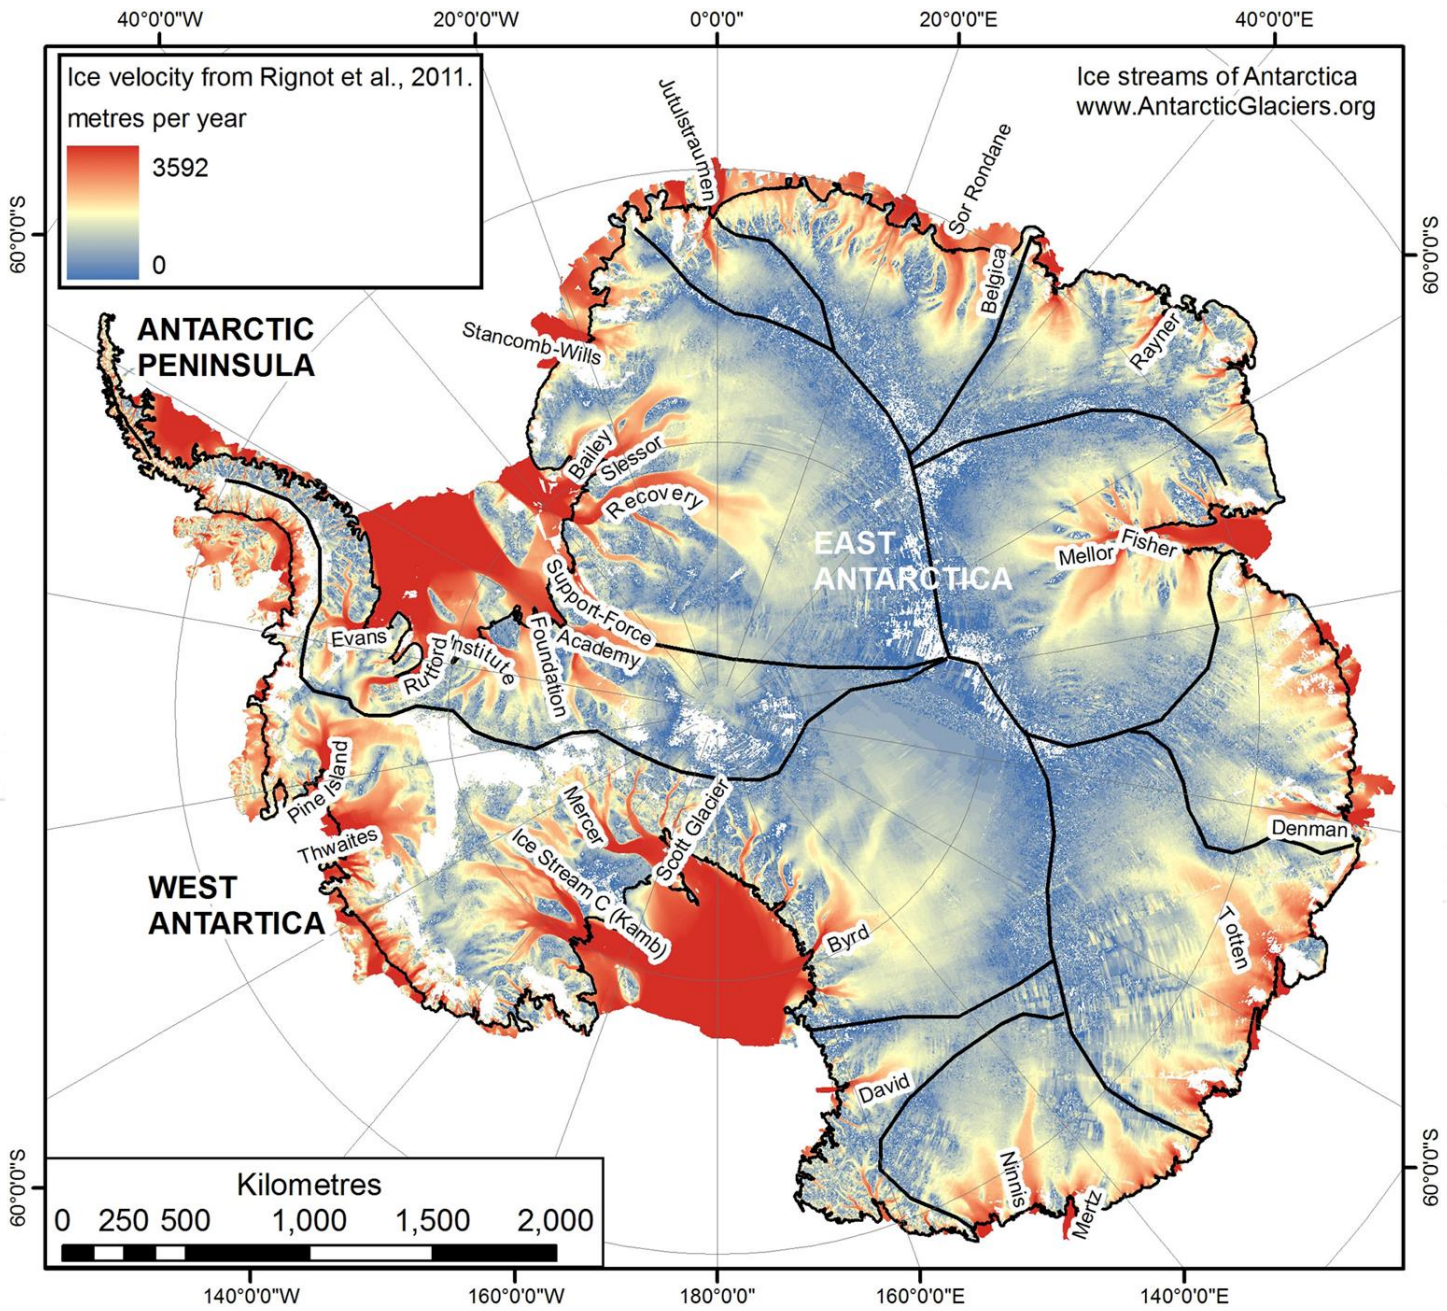 40°0'0"W
20°0'0"W
0°0'0"
20°0'0"E
40°0'0"E
Ice velocity from Rignot et al., 2011.
metres per year
3592
0
Ice streams of Antarctica
www.AntarcticGlaciers.org
60°0'0"S
60°0'0"S
Jutulstraumen
Sor Rondane
Belgica
Rayner
Stancomb-Wills
ANTARCTIC
PENINSULA
Bailey
Slessor
Recovery
EAST
ANTARCTICA
Mellor
Fisher
Support-Force
Evans
Rutford
Institute
Foundation
Academy
Pine Island
Thwaites
Mercer
Scott Glacier
Ice Stream C (Kamb)
Denman
WEST
ANTARTICA
Byrd
Totten
David
Ninnis
Mertz
60°0'0"S
60°0'0"S
Kilometres
0 250 500 1,000 1,500 2,000
140°0'0"W
160°0'0"W
180°0'0"
160°0'0"E
140°0'0"E